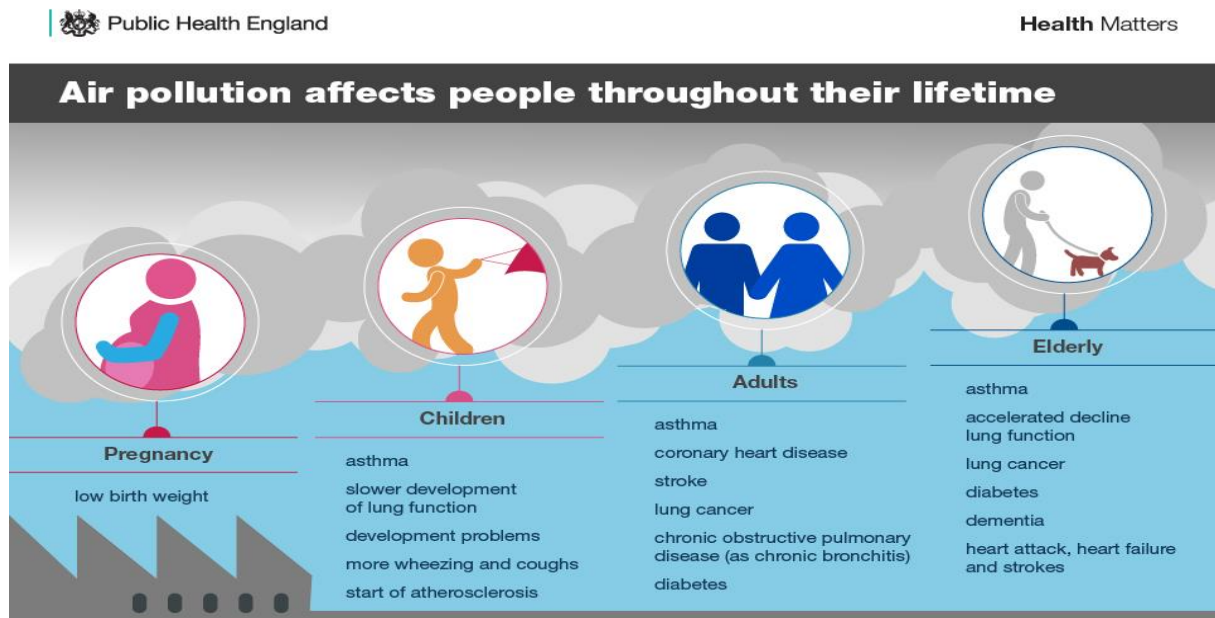 Public Health England
Health Matters
Air pollution affects people throughout their lifetime
Pregnancy
low birth weight
Children
asthma
slower development
of lung function
development problems
more wheezing and coughs
start of atherosclerosis
Adults
asthma
coronary heart disease
stroke
lung cancer
chronic obstructive pulmonary
disease (as chronic bronchitis)
diabetes
Elderly
asthma
accelerated decline
lung function
lung cancer
diabetes
dementia
heart attack, heart failure
and strokes